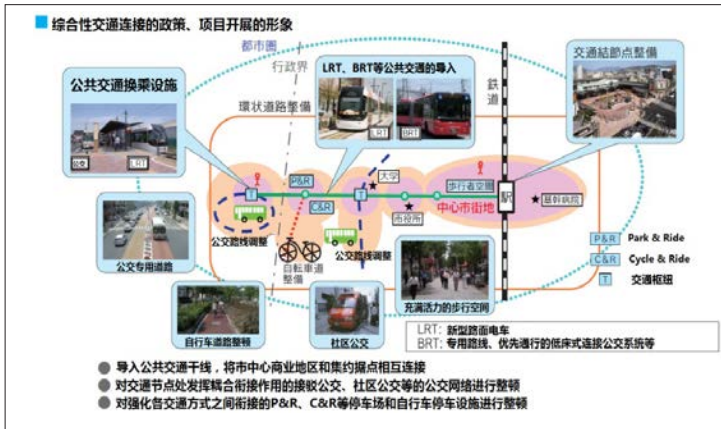 综合性交通连接的政策、项目开展的形象
都市圏
行政界
公共交通换乘设施
公交
LRT
LRT、BRT等公共交通的导入
LRT
BRT
鉄道
交通結節点整備
環状道路整備
P&R
大学
歩行者空間
T
T
C&R
市役所
中心市街地
駅
基幹病院
公交路线调整
公交路线调整
自転車道
整備
公交专用道路
自行车道路整顿
社区公交
充满活力的步行空间
P&R Park & Ride
C&R Cycle & Ride
T 交通枢纽
LRT: 新型路面电车
BRT: 专用路线、优先通行的低床式连接公交系统等
● 导入公共交通干线，将市中心商业地区和集约据点相互连接
● 对交通节点处发挥耦合衔接作用的接驳公交、社区公交等的公交网络进行整顿
● 对强化各交通方式之间衔接的P&R、C&R等停车场和自行车停车设施进行整顿